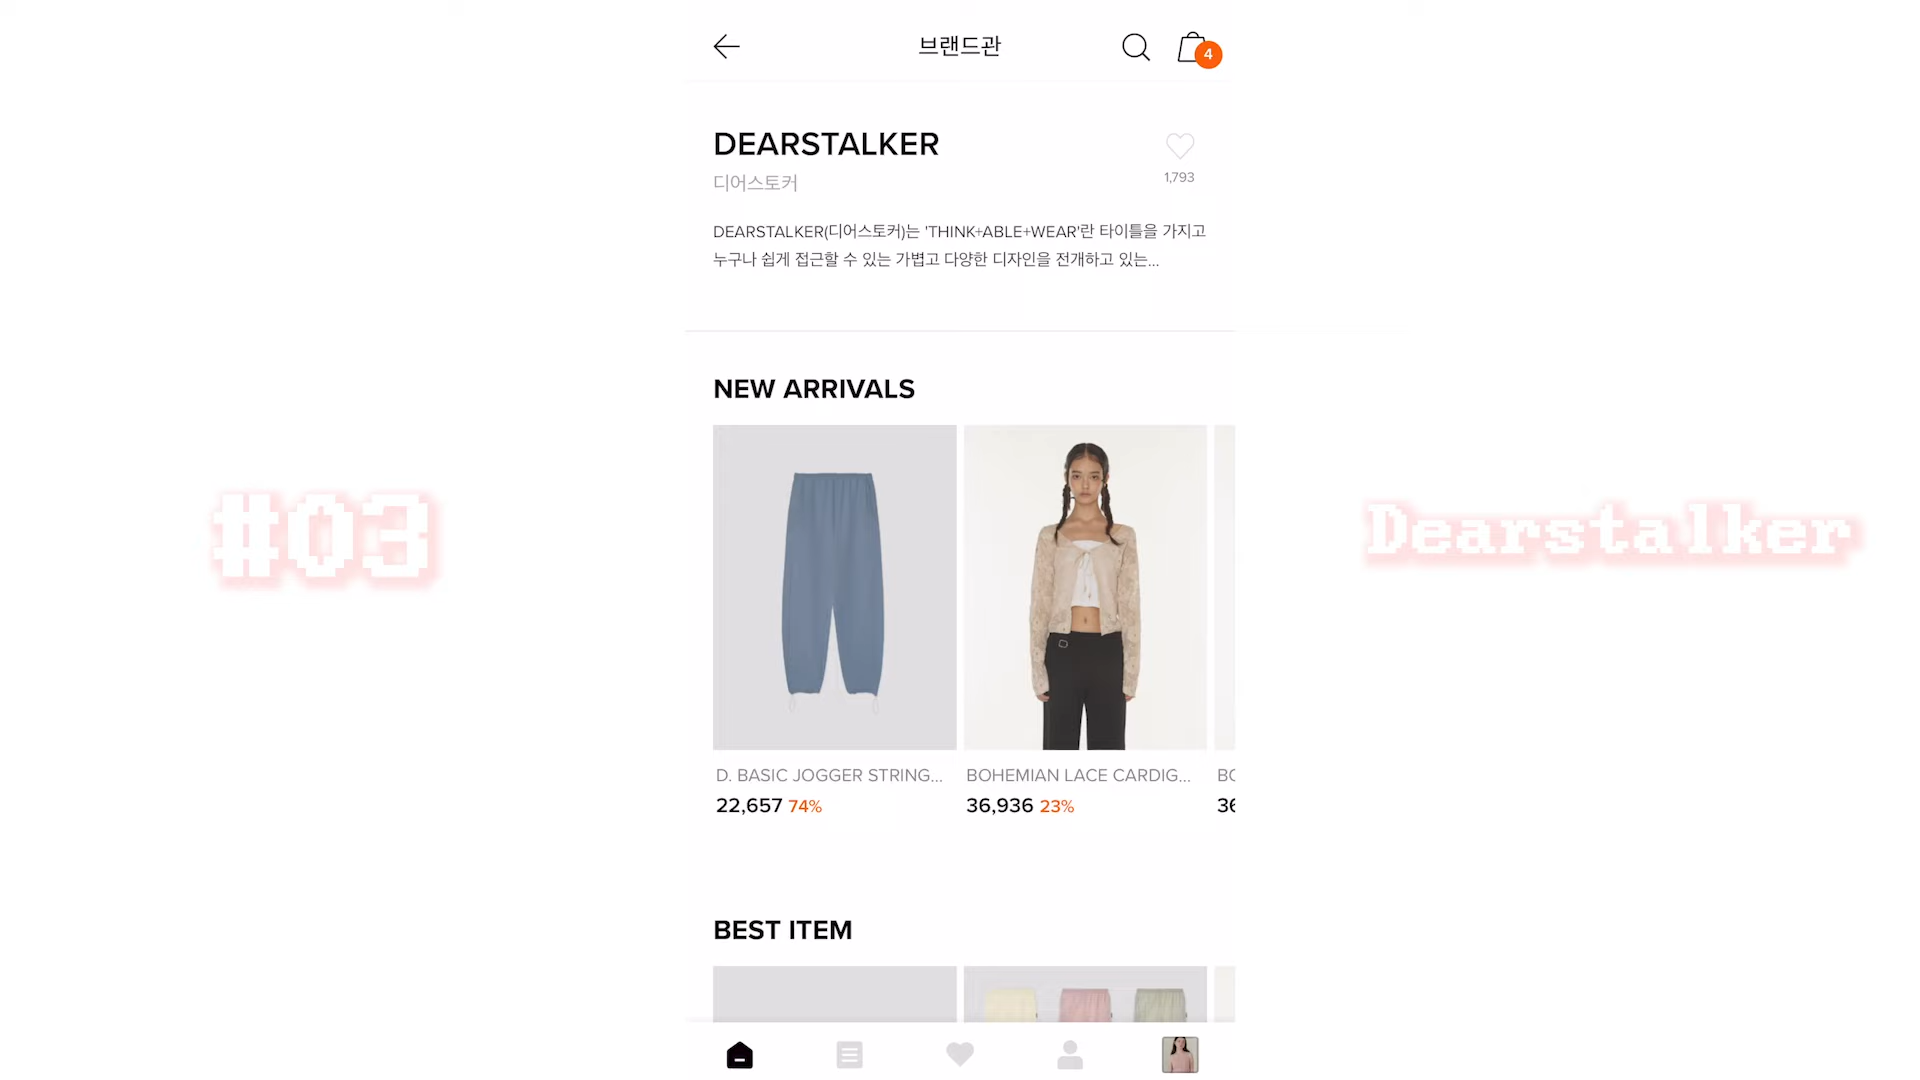 브랜드관
4
DEARSTALKER
디어스토커
1,793
DEARSTALKER(디어스토커)는 'THINK+ABLE+WEAR'란 타이틀을 가지고
누구나 쉽게 접근할 수 있는 가볍고 다양한 디자인을 전개하고 있는...
NEW ARRIVALS
#03
Dearstalker
D. BASIC JOGGER STRING...
BOHEMIAN LACE CARDIG...
BO
22,657 74%
36,936 23%
36
BEST ITEM